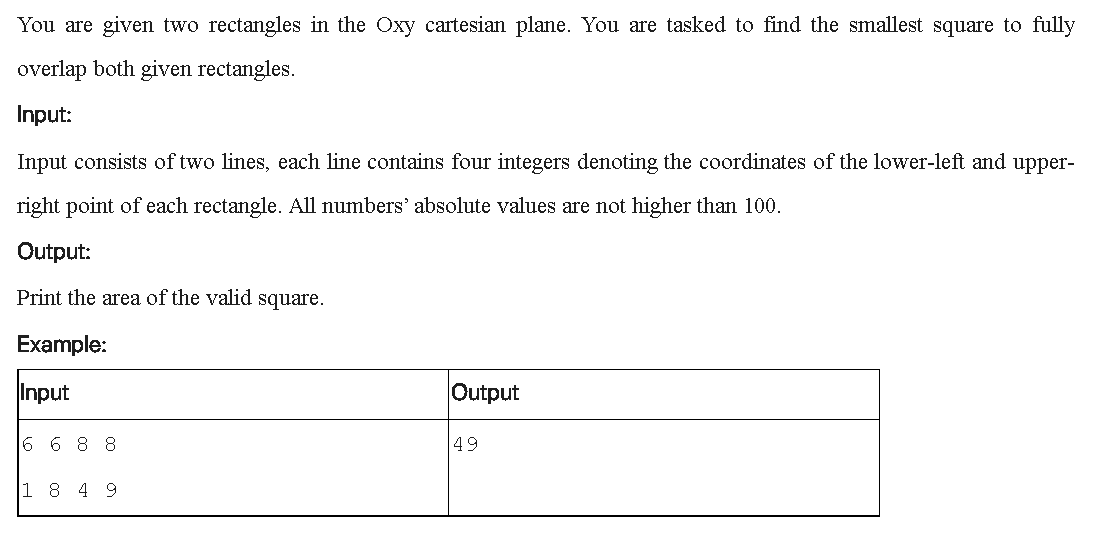 You are given two rectangles in the Oxy cartesian plane. You are tasked to find the smallest square to fully
overlap both given rectangles.
Input:
Input consists of two lines, each line contains four integers denoting the coordinates of the lower-left and upper-
right point of each rectangle. All numbers’ absolute values are not higher than 100.
Output:
Print the area of the valid square.
Example:
Input Output
6 6 8 8 49
1 8 4 9